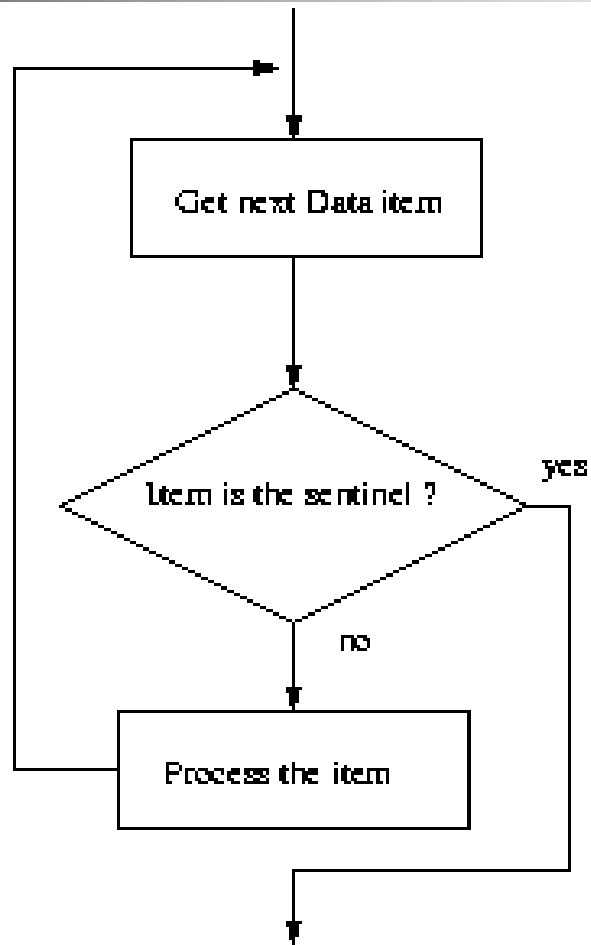 Get next Data item
Item is the sentinel ?
yes
no
Process the item